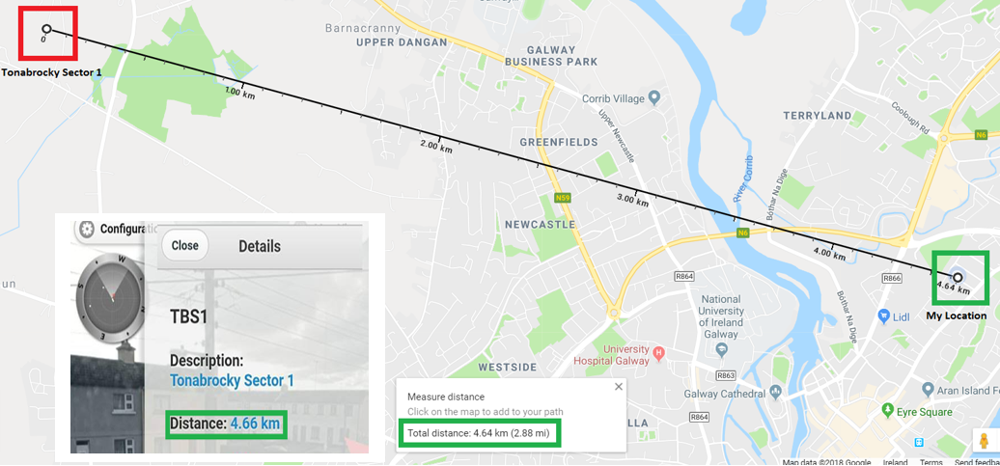 0
Tonabrocky Sector 1
Barnacranny
UPPER DANGAN
GALWAY
BUSINESS PARK
Corrib Village
Upper Newcastle
TERRYLAND
Coolough Rd
N6
1.00 km
2.00 km
GREENFIELDS
River Corrib
Bóthar Na Dige
N59
3.00 km
NEWCASTLE
N6
4.00 km
R864
R866
4.64 km
My Location
Bóthar Na Dige
Lidl
National
University of
Ireland
Galway
University
Hospital Galway
WESTSIDE
R863
Galway Cathedral
Aran Island Fe
Eyre Square
R864
LLA
un
Configuratio
Close
Details
W
S
E
TBS1
Description:
Tonabrocky Sector 1
Distance: 4.66 km
Measure distance
Click on the map to add to your path
Total distance: 4.64 km (2.88 mi)
Map data ©2018 Google
Ireland
Terms
Send feedba